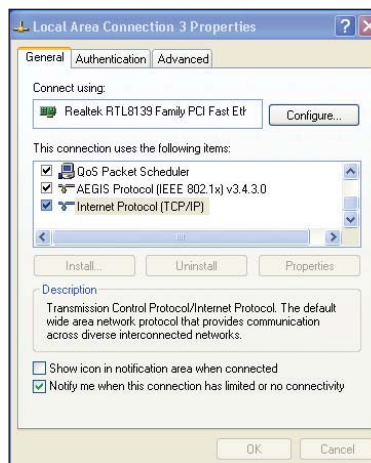 Local Area Connection 3 Properties
General Authentication Advanced
Connect using:
Realtek RTL8139 Family PCI Fast Eth
Configure...
This connection uses the following items:
QoS Packet Scheduler
AEGIS Protocol (IEEE 802.1x) v3.4.3.0
Internet Protocol (TCP/IP)
Install... Uninstall Properties
Description
Transmission Control Protocol/Internet Protocol. The default
wide area network protocol that provides communication
across diverse interconnected networks.
Show icon in notification area when connected
Notify me when this connection has limited or no connectivity
OK Cancel